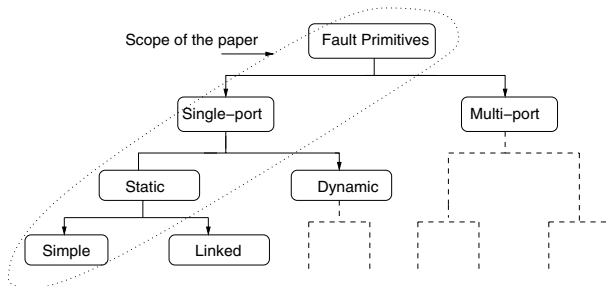 Scope of the paper
Fault Primitives
Single-port
Multi-port
Static
Dynamic
Simple
Linked